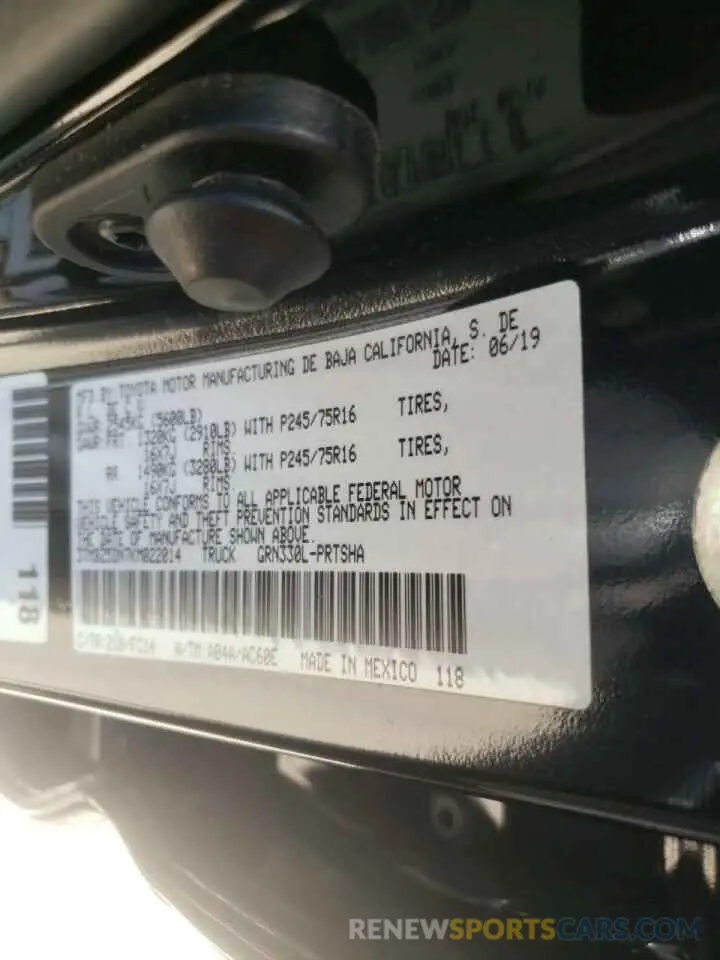 MFD BY TOYOTA MOTOR MANUFACTURING DE BAJA CALIFORNIA, S. DE
DATE: 06/19
GVWR 2545KG (5600LB)
GAWR FRT 1320KG (2910LB) WITH P245/75R16 TIRES,
16X7J RIMS,
RR 1490KG (3280LB) WITH P245/75R16 TIRES,
16X7J RIMS,
THIS VEHICLE CONFORMS TO ALL APPLICABLE FEDERAL MOTOR
VEHICLE SAFETY AND THEFT PREVENTION STANDARDS IN EFFECT ON
THE DATE OF MANUFACTURE SHOWN ABOVE.
TRUCK GRN330L-PRTSHA
A/TM A04A/AC60E MADE IN MEXICO 118
118
RENEWSPORTSCARS.COM